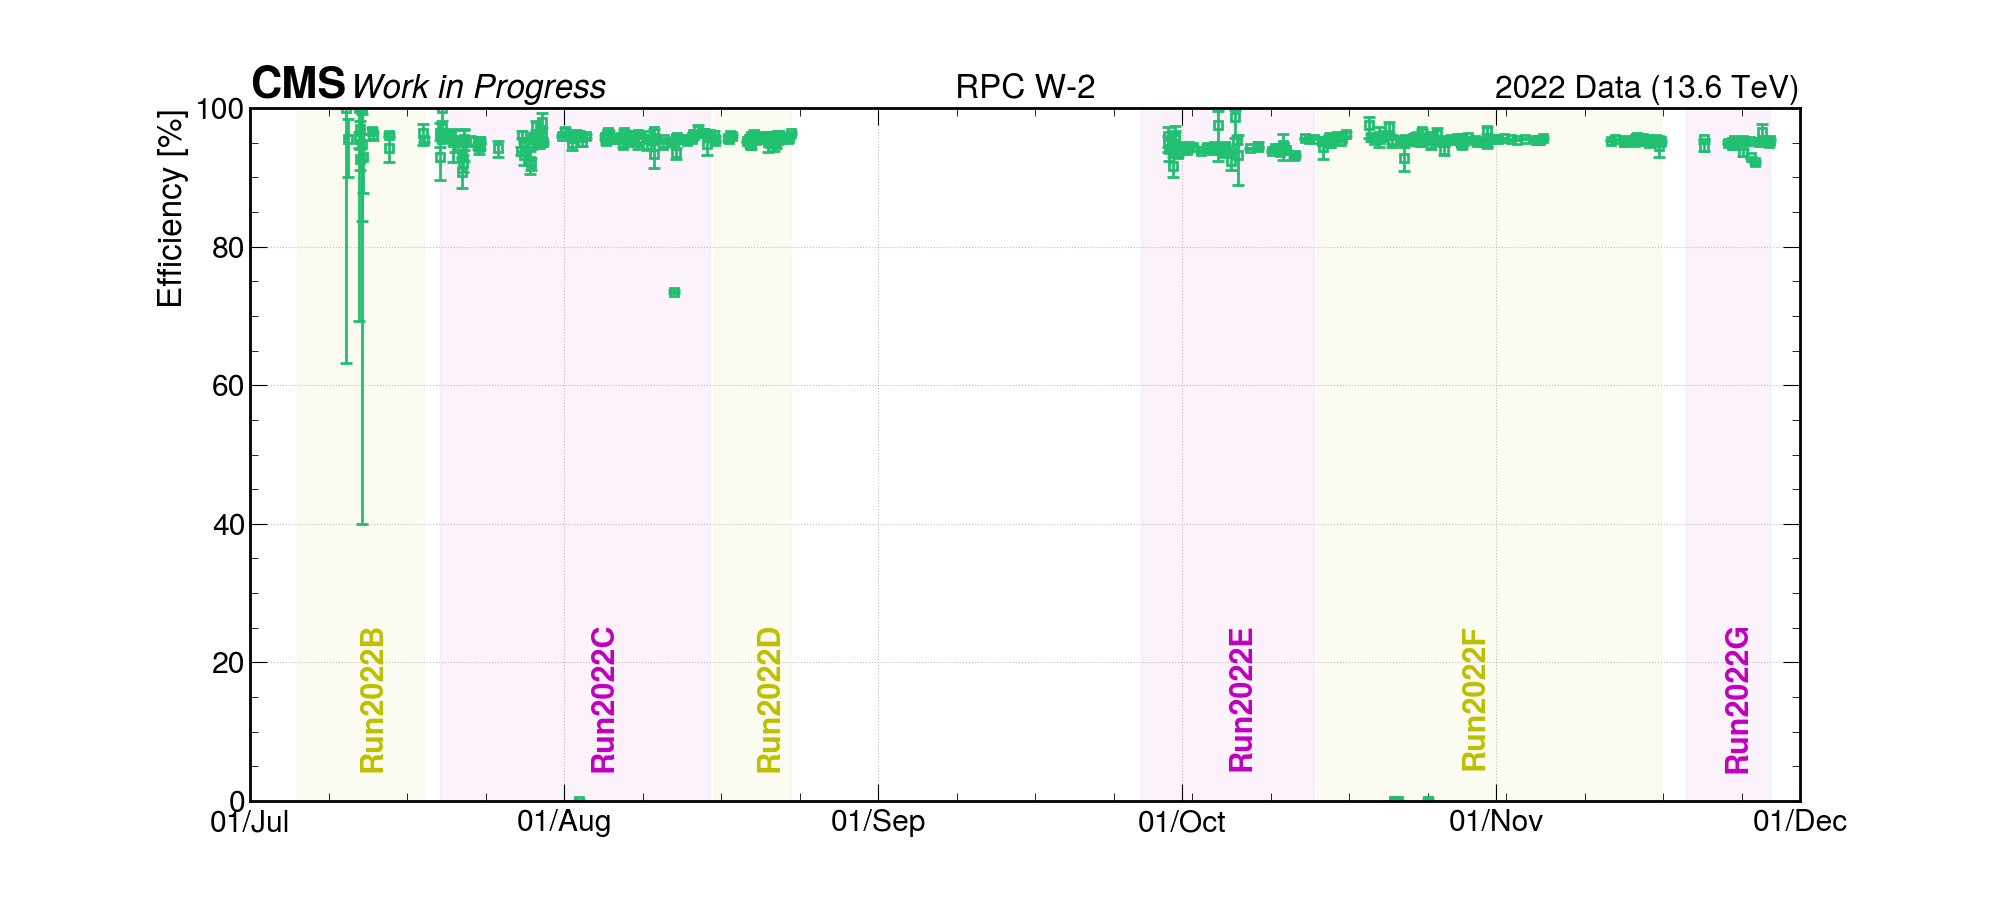 CMS Work in Progress RPC W-2 2022 Data (13.6 TeV)
Efficiency [%]
100
80
60
40
20
0
Run2022B Run2022C Run2022D Run2022E Run2022F Run2022G
01/Jul 01/Aug 01/Sep 01/Oct 01/Nov 01/Dec